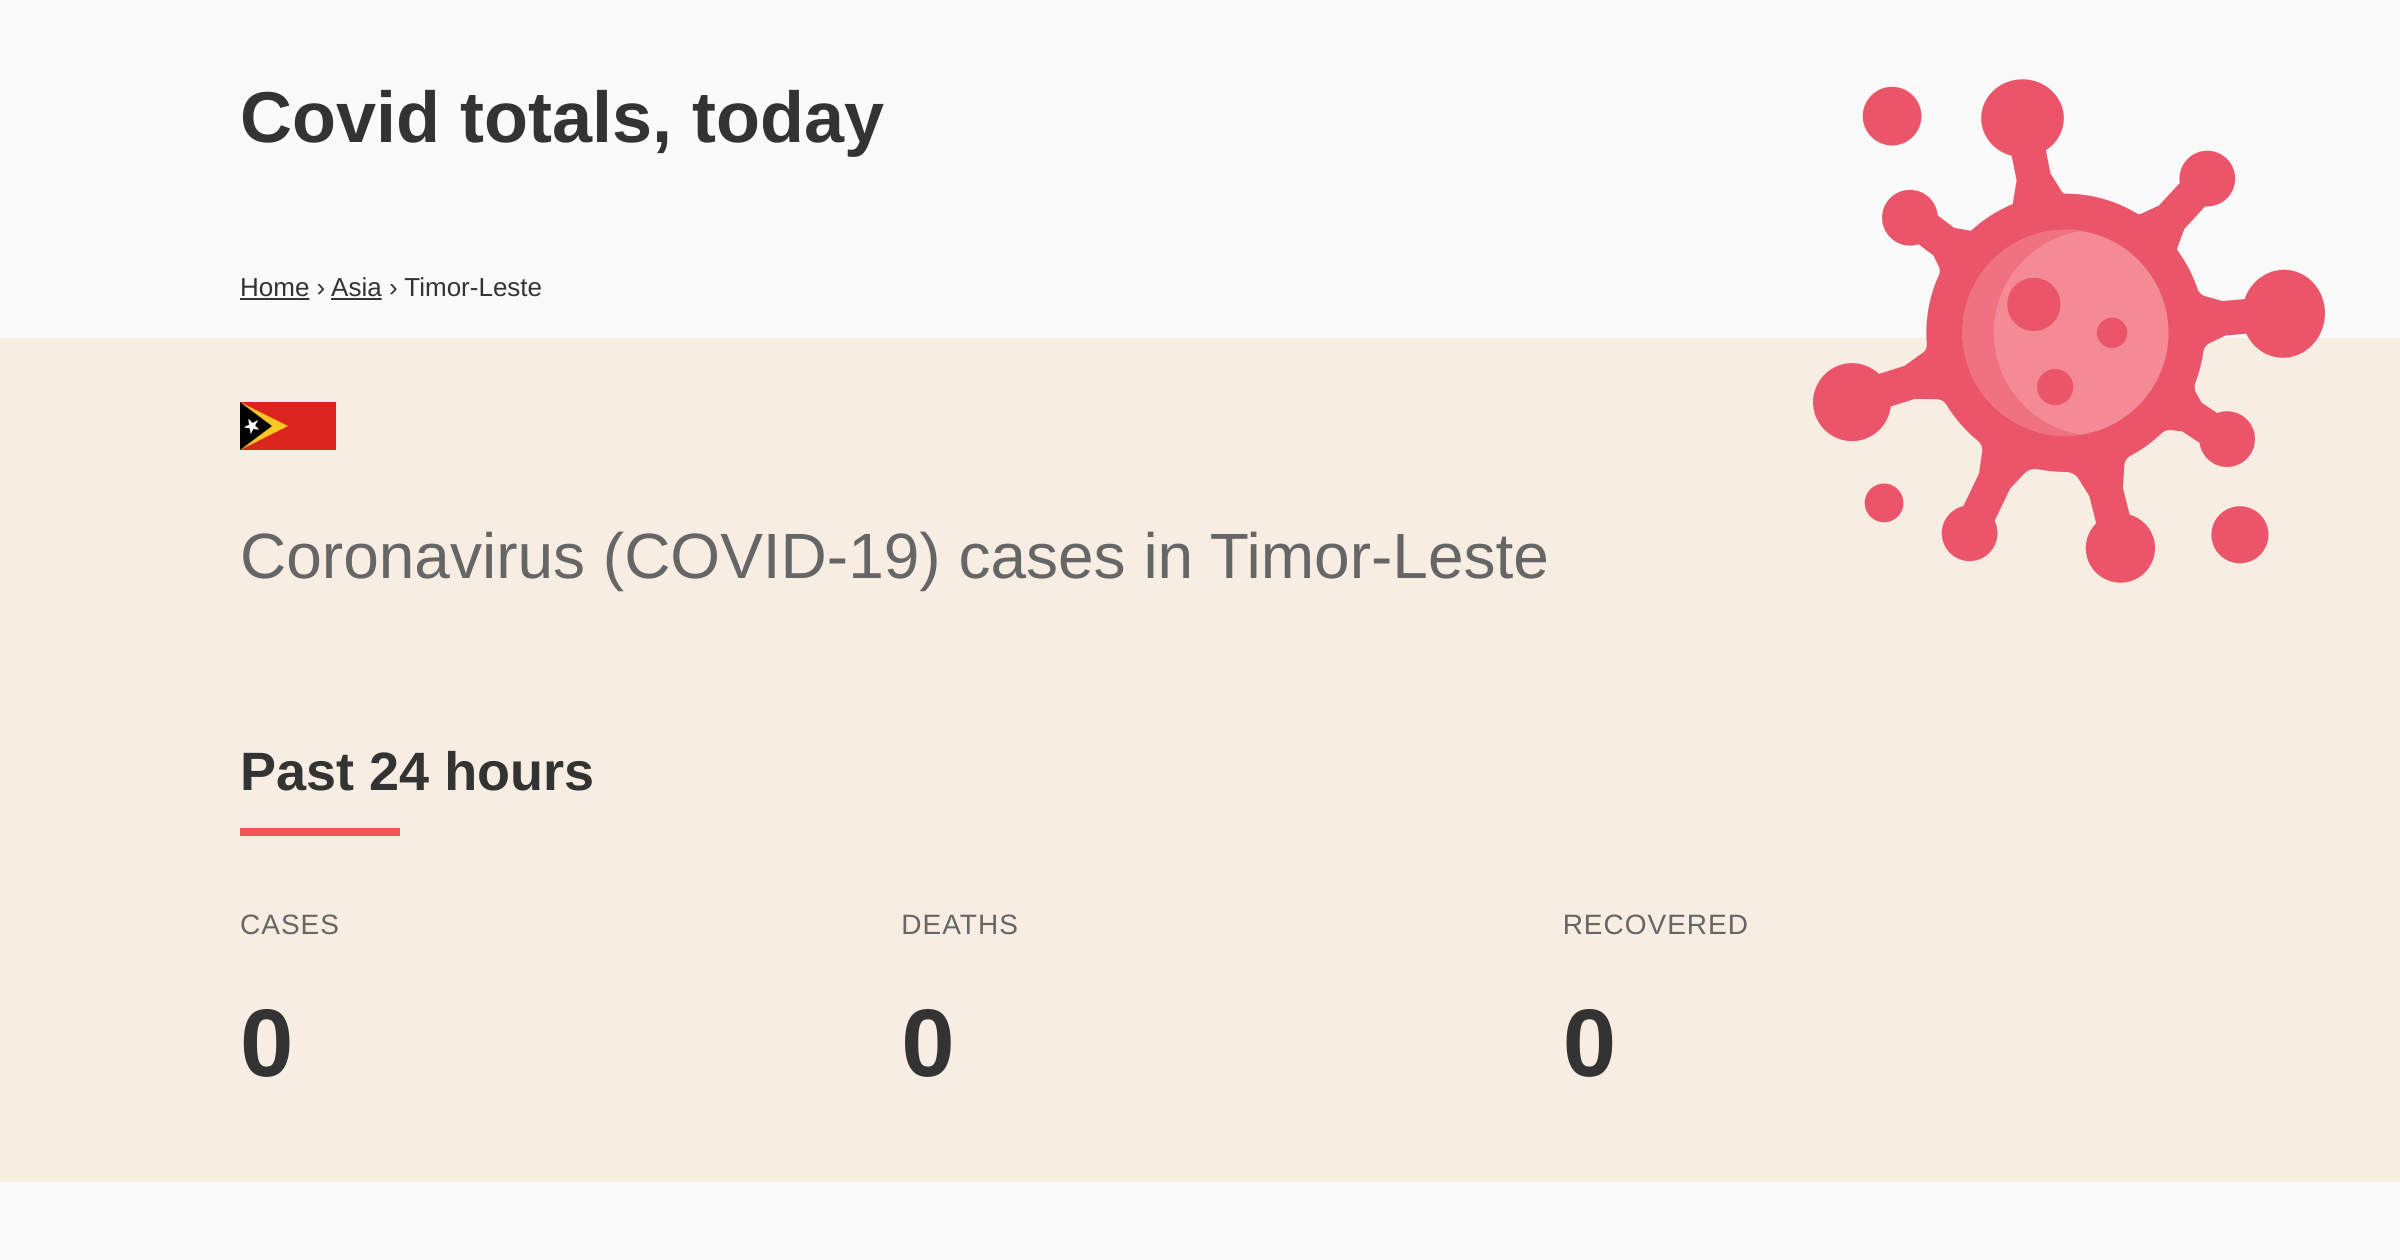 Covid totals, today
Home › Asia › Timor-Leste
Coronavirus (COVID-19) cases in Timor-Leste
Past 24 hours
CASES DEATHS RECOVERED
0 0 0